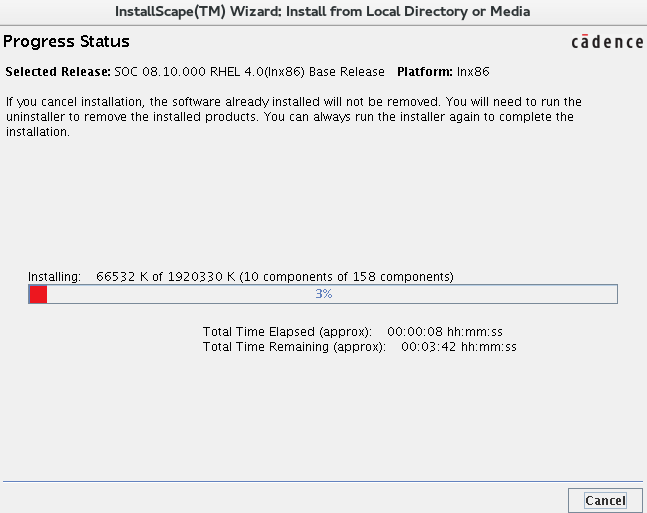 InstallScape(TM) Wizard: Install from Local Directory or Media
Progress Status
cādence
Selected Release: SOC 08.10.000 RHEL 4.0(lnx86) Base Release Platform: lnx86
If you cancel installation, the software already installed will not be removed. You will need to run the
uninstaller to remove the installed products. You can always run the installer again to complete the
installation.
Installing: 66532 K of 1920330 K (10 components of 158 components)
3%
Total Time Elapsed (approx): 00:00:08 hh:mm:ss
Total Time Remaining (approx): 00:03:42 hh:mm:ss
Cancel